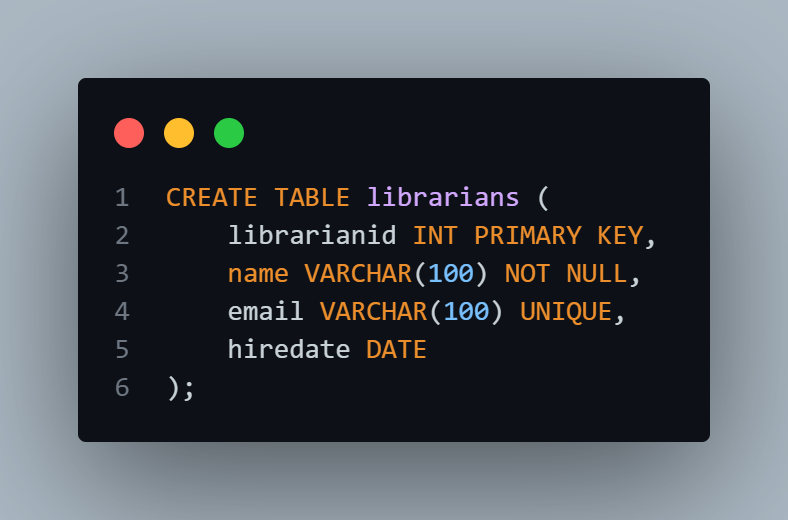 1 CREATE TABLE librarians (
2     librarianid INT PRIMARY KEY,
3     name VARCHAR(100) NOT NULL,
4     email VARCHAR(100) UNIQUE,
5     hiredate DATE
6 );